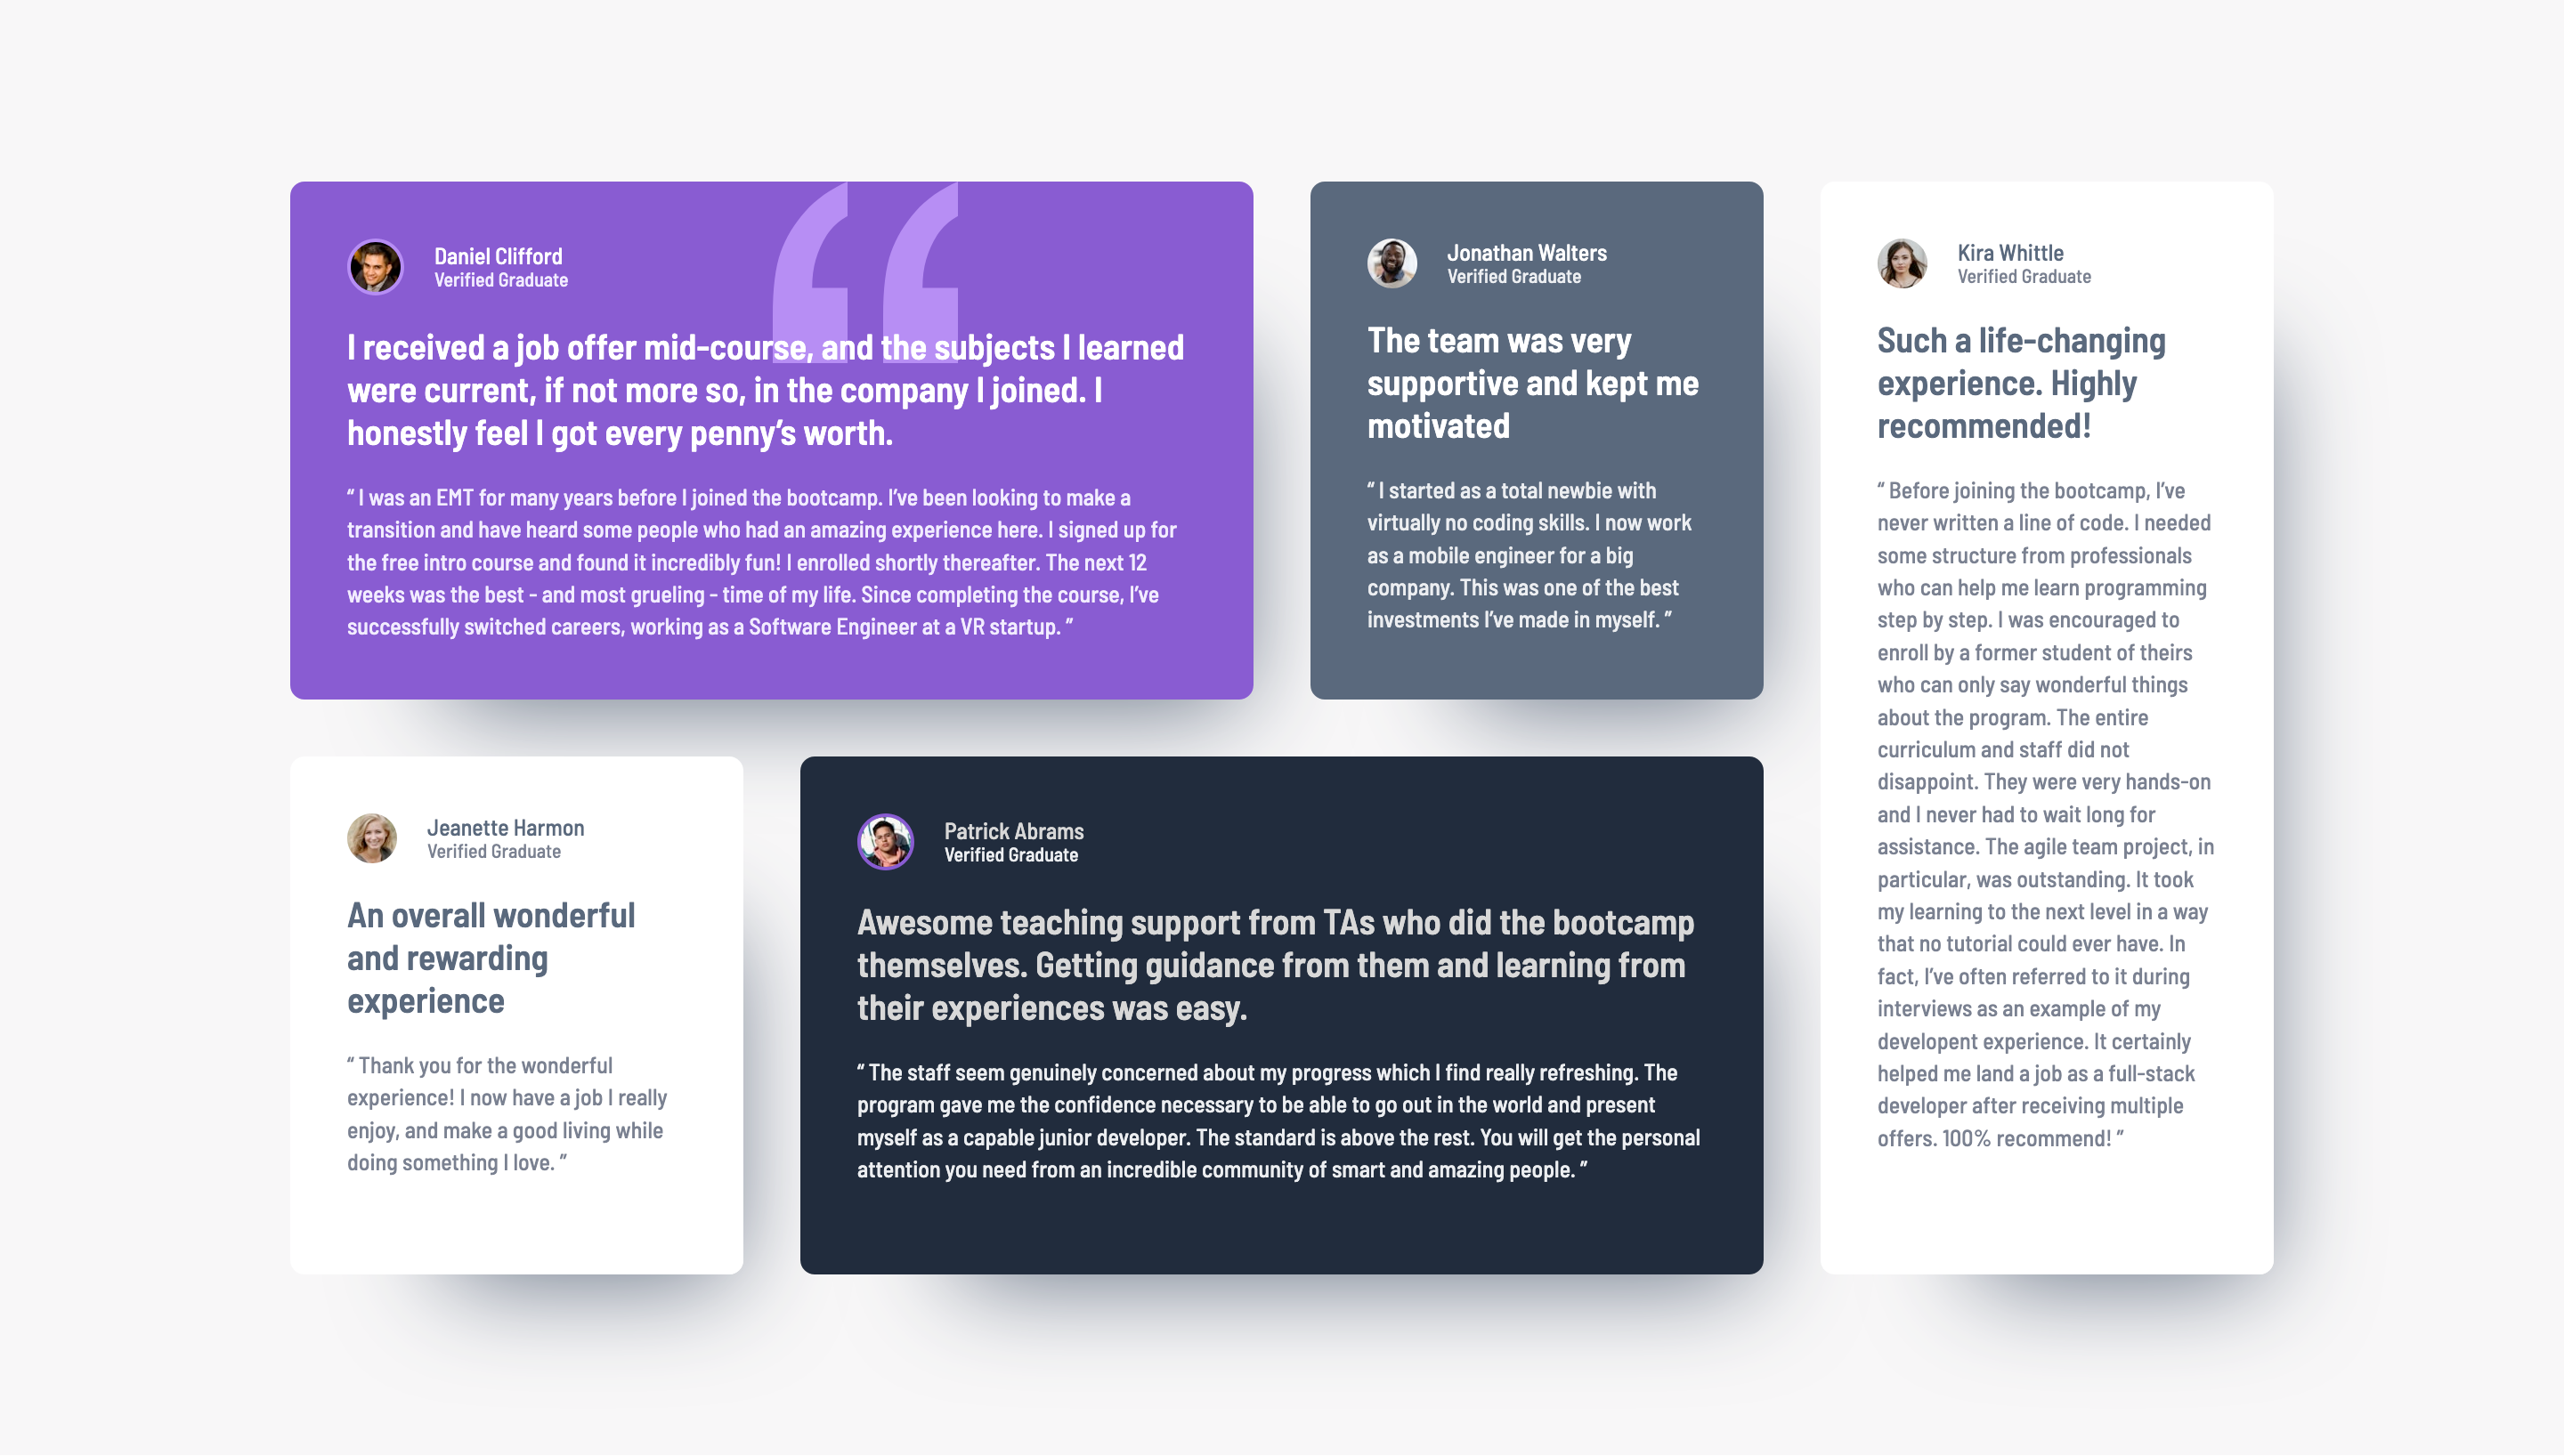 Daniel Clifford
Verified Graduate
I received a job offer mid-course, and the subjects I learned
were current, if not more so, in the company I joined. I
honestly feel I got every penny’s worth.
“ I was an EMT for many years before I joined the bootcamp. I’ve been looking to make a
transition and have heard some people who had an amazing experience here. I signed up for
the free intro course and found it incredibly fun! I enrolled shortly thereafter. The next 12
weeks was the best - and most grueling - time of my life. Since completing the course, I’ve
successfully switched careers, working as a Software Engineer at a VR startup. ”
Jonathan Walters
Verified Graduate
The team was very
supportive and kept me
motivated
“ I started as a total newbie with
virtually no coding skills. I now work
as a mobile engineer for a big
company. This was one of the best
investments I’ve made in myself. ”
Kira Whittle
Verified Graduate
Such a life-changing
experience. Highly
recommended!
“ Before joining the bootcamp, I’ve
never written a line of code. I needed
some structure from professionals
who can help me learn programming
step by step. I was encouraged to
enroll by a former student of theirs
who can only say wonderful things
about the program. The entire
curriculum and staff did not
disappoint. They were very hands-on
and I never had to wait long for
assistance. The agile team project, in
particular, was outstanding. It took
my learning to the next level in a way
that no tutorial could ever have. In
fact, I’ve often referred to it during
interviews as an example of my
developent experience. It certainly
helped me land a job as a full-stack
developer after receiving multiple
offers. 100% recommend! ”
Jeanette Harmon
Verified Graduate
An overall wonderful
and rewarding
experience
“ Thank you for the wonderful
experience! I now have a job I really
enjoy, and make a good living while
doing something I love. ”
Patrick Abrams
Verified Graduate
Awesome teaching support from TAs who did the bootcamp
themselves. Getting guidance from them and learning from
their experiences was easy.
“ The staff seem genuinely concerned about my progress which I find really refreshing. The
program gave me the confidence necessary to be able to go out in the world and present
myself as a capable junior developer. The standard is above the rest. You will get the personal
attention you need from an incredible community of smart and amazing people. ”